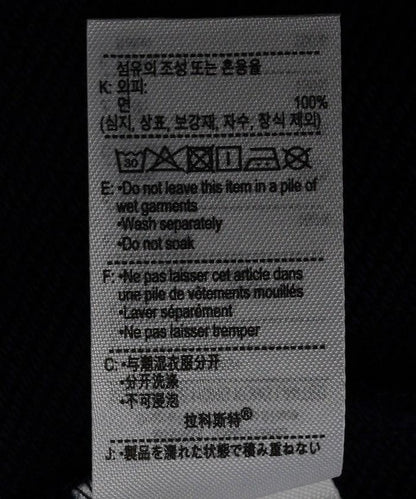 섬유의 조성 또는 혼용율
K: 외피:
면 100%
(심지, 상표, 보강재, 자수, 장식 제외)
30
E: •Do not leave this item in a pile of
wet garments
•Wash separately
•Do not soak
F: •Ne pas laisser cet article dans
une pile de vêtements mouillés
•Laver séparément
•Ne pas laisser tremper
C: •与潮湿衣服分开
•分开洗涤
•不可浸泡
拉科斯特®
J: •製品を濡れた状態で積み重ねない